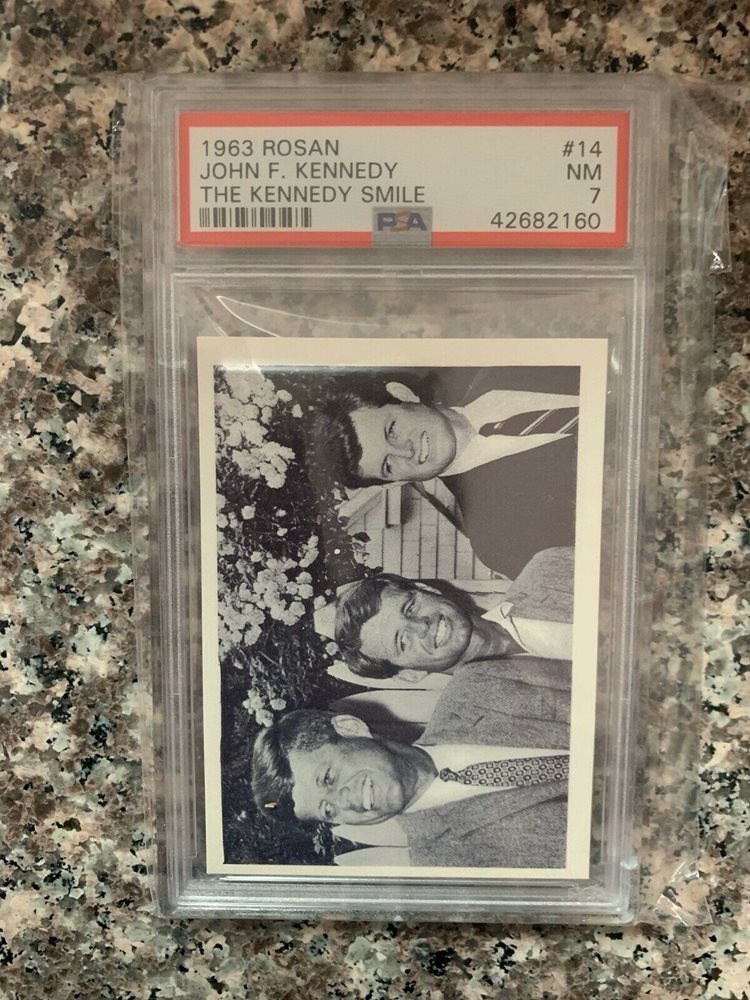 1963 ROSAN #14
JOHN F. KENNEDY NM
THE KENNEDY SMILE 7
PSA 42682160